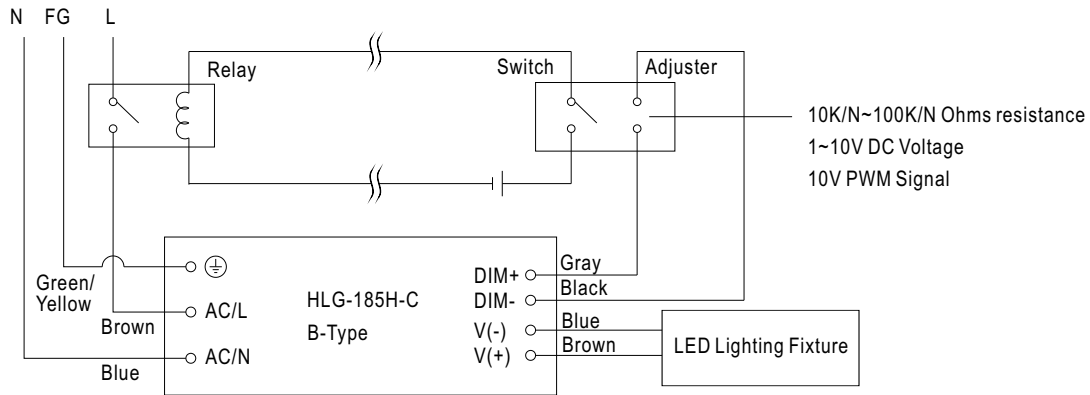 N FG L
Relay
Switch
Adjuster
10K/N~100K/N Ohms resistance
1~10V DC Voltage
10V PWM Signal
Green/
Yellow
Brown
Blue
AC/L
AC/N
HLG-185H-C
B-Type
DIM+
DIM-
V(-)
V(+)
Gray
Black
Blue
Brown
LED Lighting Fixture